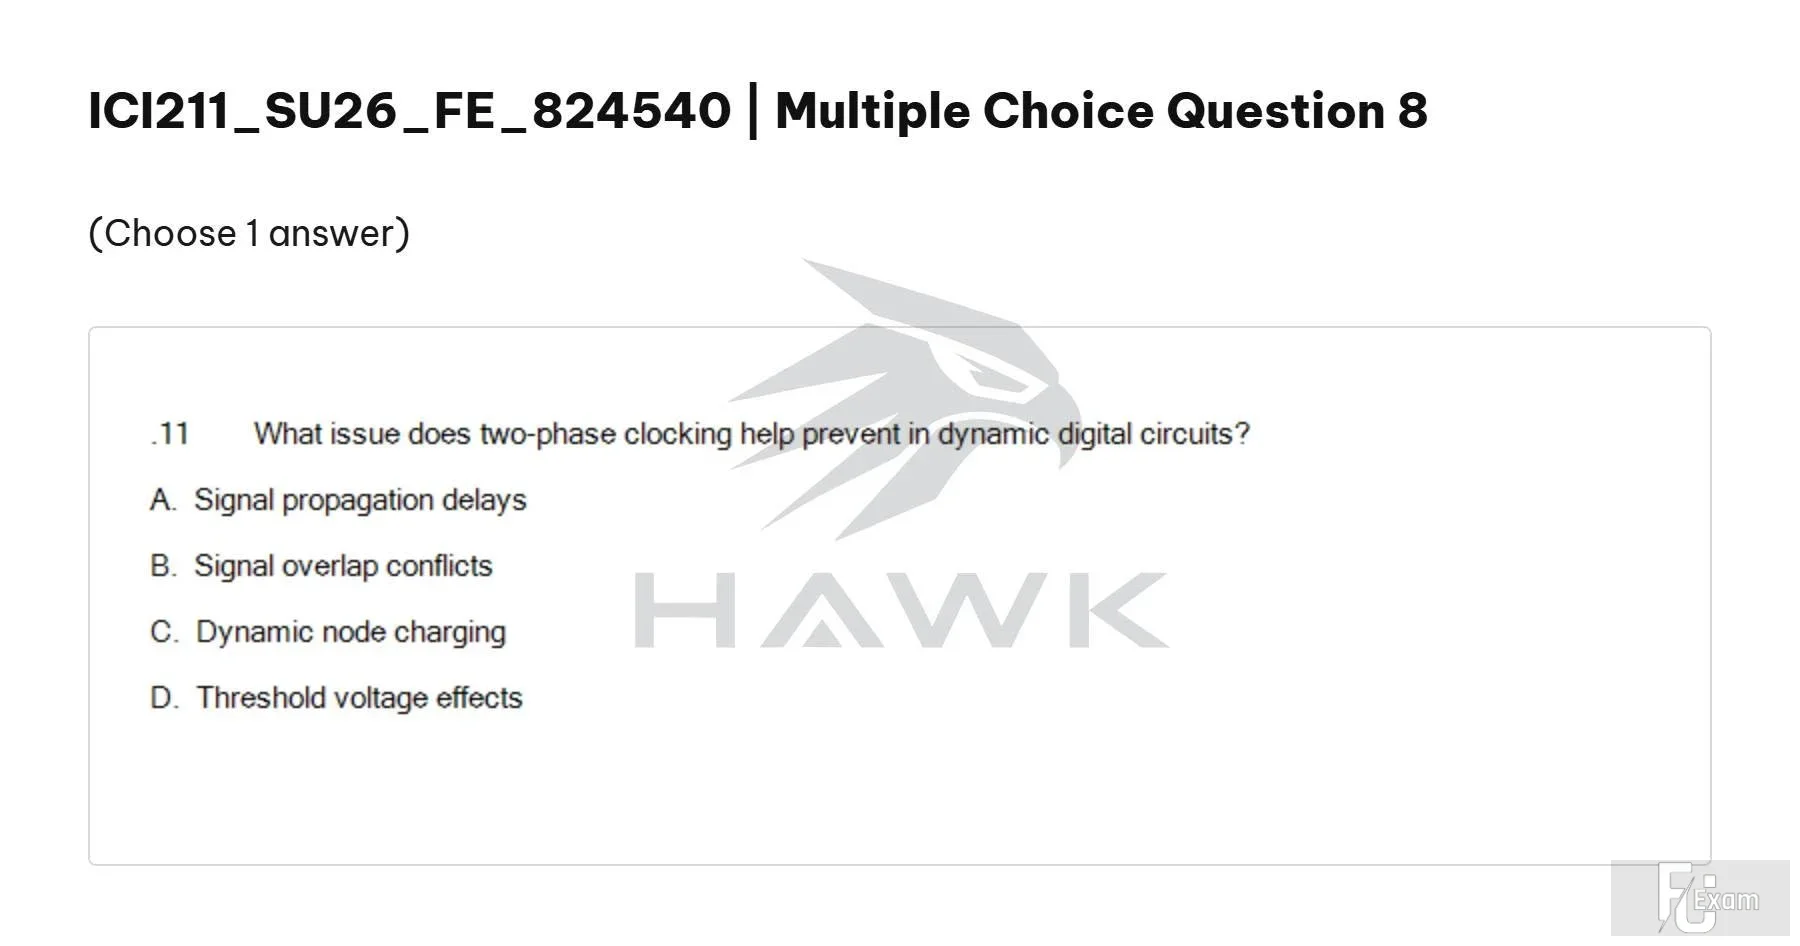 ICI211_SU26_FE_824540 | Multiple Choice Question 8
(Choose 1 answer)
.11 What issue does two-phase clocking help prevent in dynamic digital circuits?
A. Signal propagation delays
B. Signal overlap conflicts
C. Dynamic node charging
D. Threshold voltage effects
HAWK
FU Exam